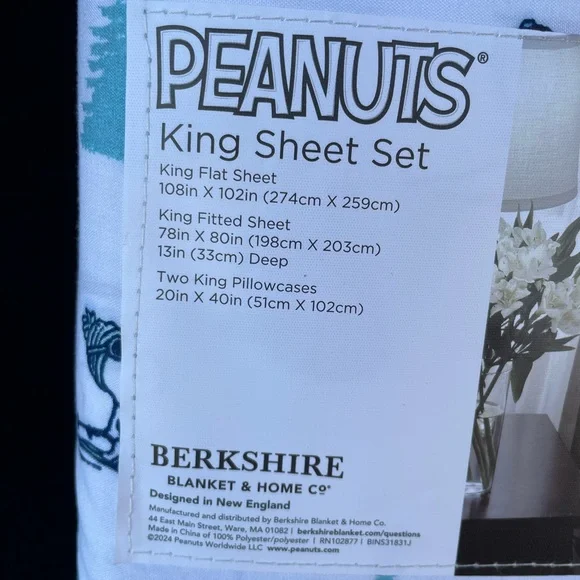 PEANUTS®
King Sheet Set
King Flat Sheet
108in X 102in (274cm X 259cm)
King Fitted Sheet
78in X 80in (198cm X 203cm)
13in (33cm) Deep
Two King Pillowcases
20in X 40in (51cm X 102cm)
BERKSHIRE
BLANKET & HOME Cº®
Designed in New England
Manufactured and distributed by Berkshire Blanket & Home Co.
44 East Main Street, Ware, MA 01082 | berkshireblanket.com/questions
Made in China of 100% Polyester/polyester | RN102877 | BINS31831J
©2024 Peanuts Worldwide LLC www.peanuts.com